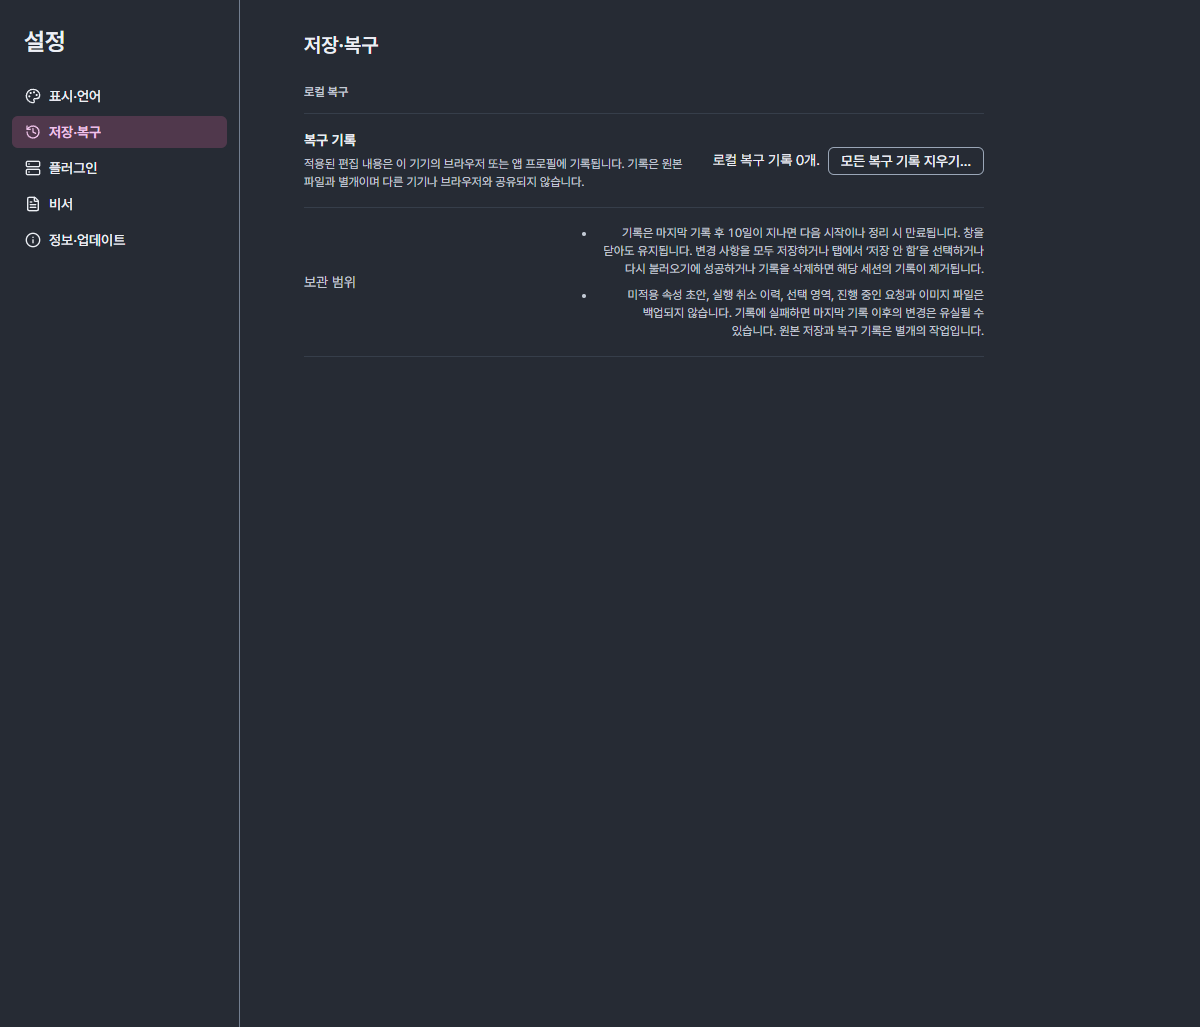 설정
표시·언어
저장·복구
플러그인
비서
정보·업데이트
저장·복구
로컬 복구
복구 기록
적용된 편집 내용은 이 기기의 브라우저 또는 앱 프로필에 기록됩니다. 기록은 원본
파일과 별개이며 다른 기기나 브라우저와 공유되지 않습니다.
로컬 복구 기록 0개.
모든 복구 기록 지우기...
보관 범위
• 기록은 마지막 기록 후 10일이 지나면 다음 시작이나 정리 시 만료됩니다. 창을
닫아도 유지됩니다. 변경 사항을 모두 저장하거나 탭에서 ‘저장 안 함’을 선택하거나
다시 불러오기에 성공하거나 기록을 삭제하면 해당 세션의 기록이 제거됩니다.
• 미적용 속성 초안, 실행 취소 이력, 선택 영역, 진행 중인 요청과 이미지 파일은
백업되지 않습니다. 기록에 실패하면 마지막 기록 이후의 변경은 유실될 수
있습니다. 원본 저장과 복구 기록은 별개의 작업입니다.